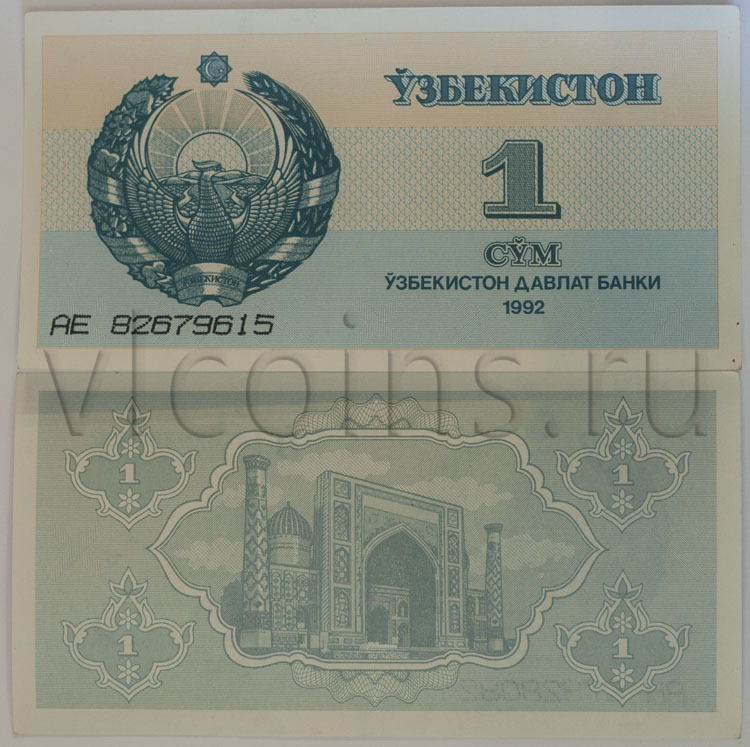 ЎЗБЕКИСТОН
1
СЎМ
ЎЗБЕКИСТОН ДАВЛАТ БАНКИ
1992
ЎЗБЕКИСТОН
АЕ 82679615
vlcoins.ru
1 1
1 1